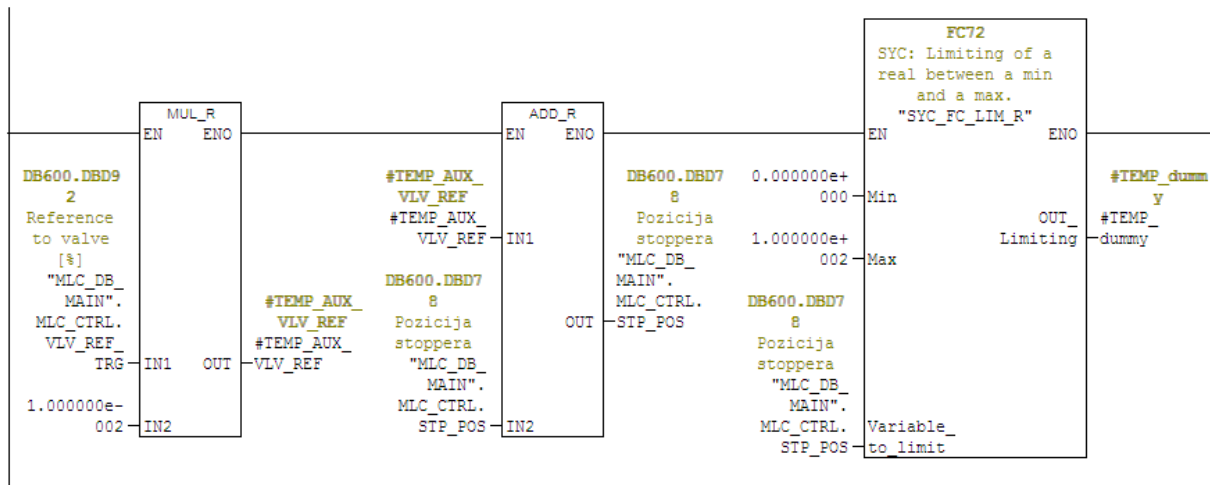 MUL_R
EN ENO
DB600.DBD9
2
Reference
to valve
[%]
"MLC_DB_
MAIN".
MLC_CTRL.
VLV_REF_
TRG IN1
1.000000e-
002 IN2
#TEMP_AUX_
VLV_REF
#TEMP_AUX_
OUT VLV_REF
ADD_R
EN ENO
#TEMP_AUX_
VLV_REF
#TEMP_AUX_
VLV_REF IN1
DB600.DBD7
8
Pozicija
stoppera
"MLC_DB_
MAIN".
MLC_CTRL.
STP_POS IN2
DB600.DBD7
8
Pozicija
stoppera
"MLC_DB_
MAIN".
MLC_CTRL.
OUT STP_POS
FC72
SYC: Limiting of a
real between a min
and a max.
"SYC_FC_LIM_R"
EN ENO
0.000000e+
000 Min
1.000000e+
002 Max
DB600.DBD7
8
Pozicija
stoppera
"MLC_DB_
MAIN".
MLC_CTRL. Variable_
STP_POS to_limit
#TEMP_dumm
y
OUT_ #TEMP_
Limiting dummy